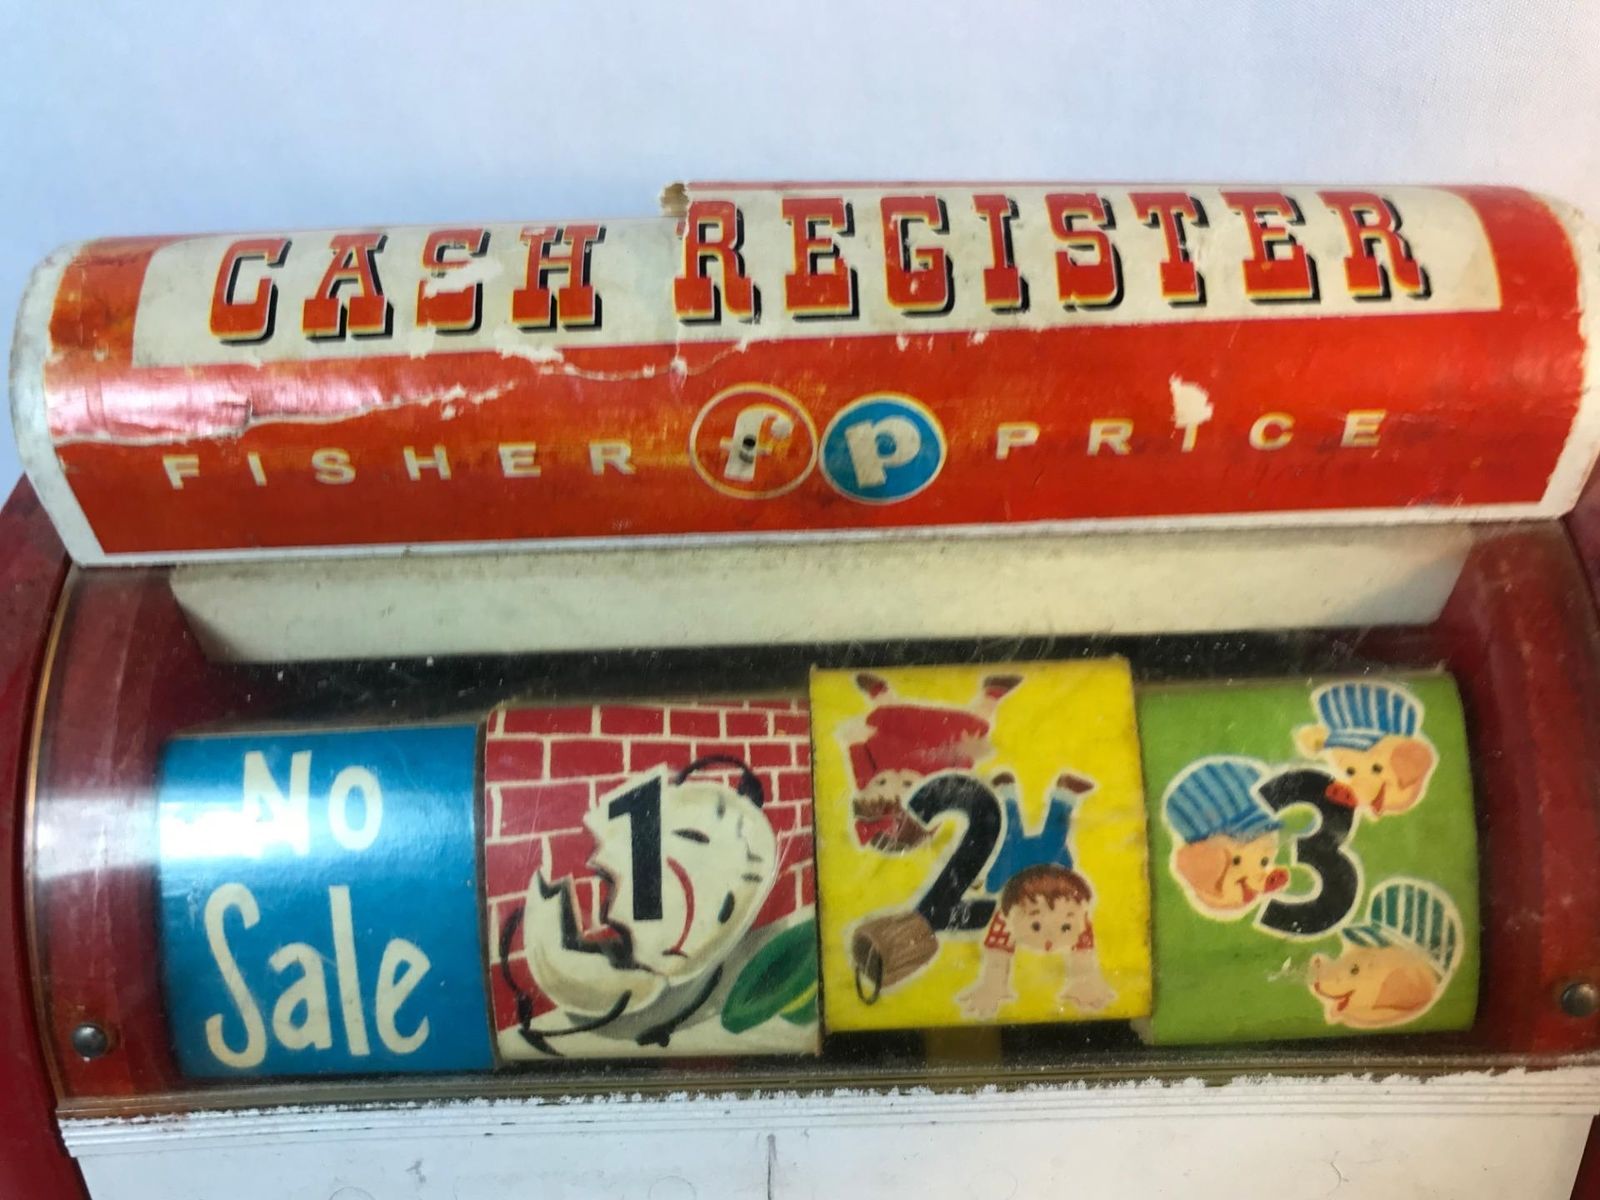 CASH REGISTER
FISHER fp PRICE
No
Sale
1
2
3